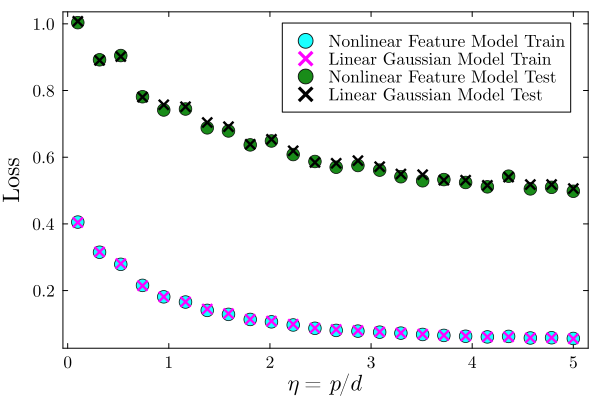 1.0
0.8
0.6
0.4
0.2
Loss
Nonlinear Feature Model Train
Linear Gaussian Model Train
Nonlinear Feature Model Test
Linear Gaussian Model Test
0 1 2 3 4 5
η = p/d